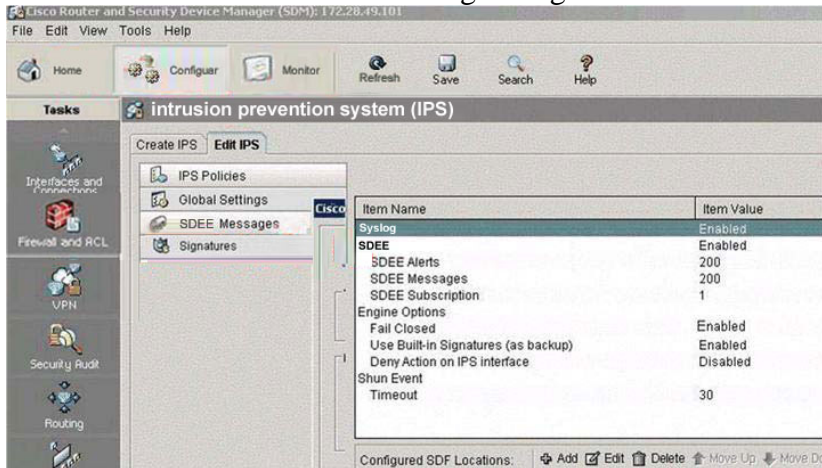 Cisco Router and Security Device Manager (SDM): 172.28.49.101
File Edit View Tools Help
Home Configuar Monitor Refresh Save Search Help
Tasks intrusion prevention system (IPS)
Create IPS Edit IPS
Interfaces and Connections
Firewall and ACL
VPN
Security Audit
Routing
IPS Policies
Global Settings
SDEE Messages
Signatures
Cisco
Item Name Item Value
Syslog Enabled
SDEE Enabled
SDEE Alerts 200
SDEE Messages 200
SDEE Subscription 1
Engine Options
Fail Closed Enabled
Use Built-in Signatures (as backup) Enabled
Deny Action on IPS interface Disabled
Shun Event
Timeout 30
Configured SDF Locations: Add Edit Delete Move Up Move Do